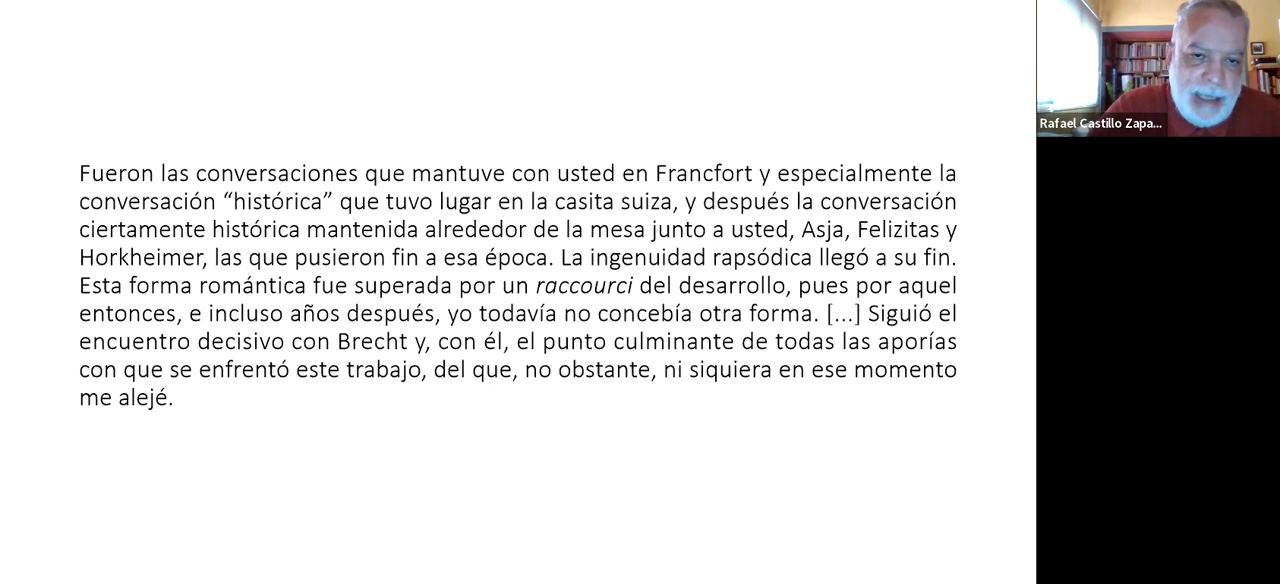 Fueron las conversaciones que mantuve con usted en Francfort y especialmente la
conversación “histórica” que tuvo lugar en la casita suiza, y después la conversación
ciertamente histórica mantenida alrededor de la mesa junto a usted, Asja, Felizitas y
Horkheimer, las que pusieron fin a esa época. La ingenuidad rapsódica llegó a su fin.
Esta forma romántica fue superada por un raccourci del desarrollo, pues por aquel
entonces, e incluso años después, yo todavía no concebía otra forma. [...] Siguió el
encuentro decisivo con Brecht y, con él, el punto culminante de todas las aporías
con que se enfrentó este trabajo, del que, no obstante, ni siquiera en ese momento
me alejé.
Rafael Castillo Zapa...